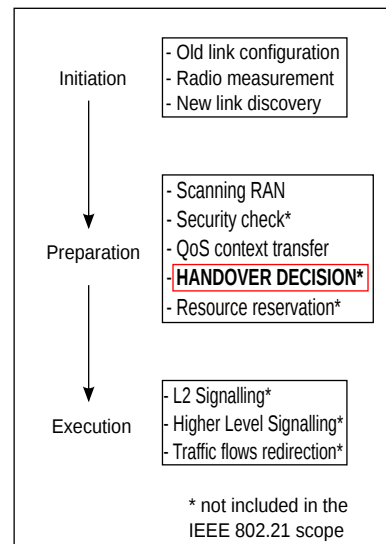 Initiation
- Old link configuration
- Radio measurement
- New link discovery
Preparation
- Scanning RAN
- Security check*
- QoS context transfer
- HANDOVER DECISION*
- Resource reservation*
Execution
- L2 Signalling*
- Higher Level Signalling*
- Traffic flows redirection*
* not included in the
IEEE 802.21 scope